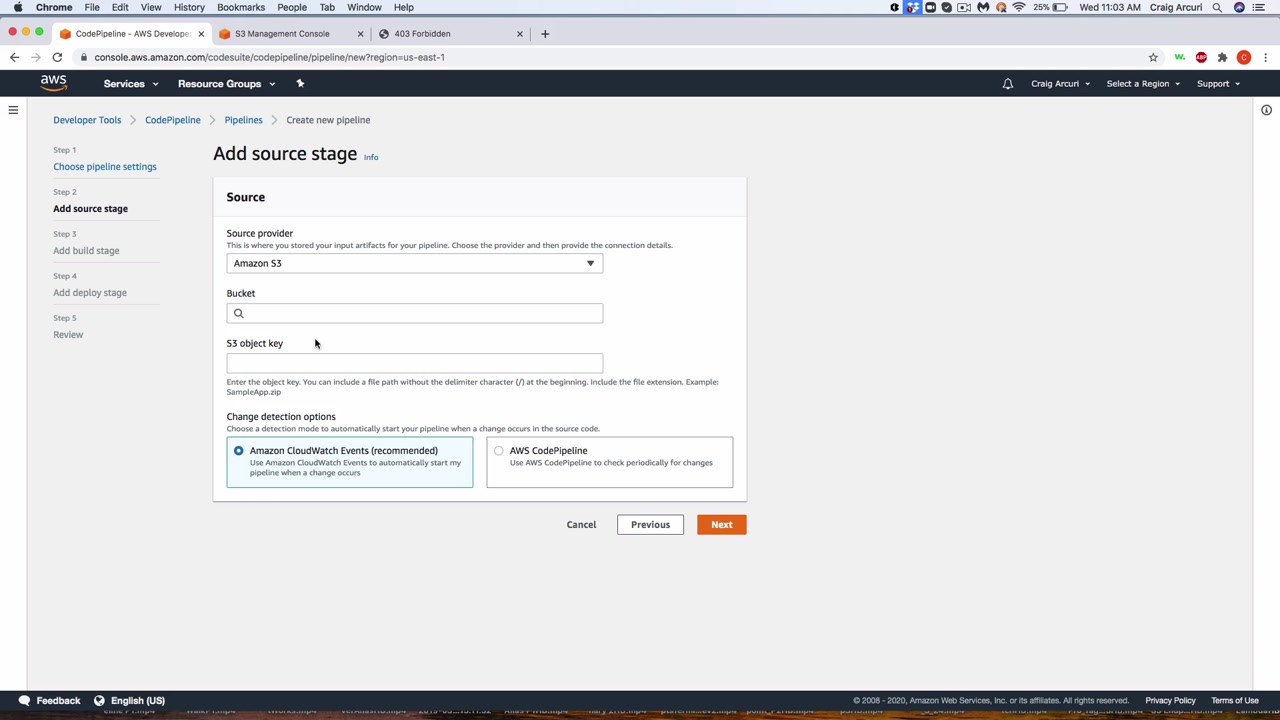 Chrome File Edit View History Bookmarks People Tab Window Help 25% Wed 11:03 AM Craig Arcuri
CodePipeline - AWS Develope S3 Management Console 403 Forbidden
console.aws.amazon.com/codesuite/codepipeline/pipeline/new?region=us-east-1
aws Services Resource Groups Craig Arcuri Select a Region Support
Developer Tools CodePipeline Pipelines Create new pipeline
Step 1
Choose pipeline settings
Step 2
Add source stage
Step 3
Add build stage
Step 4
Add deploy stage
Step 5
Review
Add source stage Info
Source
Source provider
This is where you stored your input artifacts for your pipeline. Choose the provider and then provide the connection details.
Amazon S3
Bucket
S3 object key
Enter the object key. You can include a file path without the delimiter character (/) at the beginning. Include the file extension. Example:
SampleApp.zip
Change detection options
Choose a detection mode to automatically start your pipeline when a change occurs in the source code.
Amazon CloudWatch Events (recommended)
Use Amazon CloudWatch Events to automatically start my
pipeline when a change occurs
AWS CodePipeline
Use AWS CodePipeline to check periodically for changes
Cancel Previous Next
Feedback English (US) © 2008 - 2020, Amazon Web Services, Inc. or its affiliates. All rights reserved. Privacy Policy Terms of Use